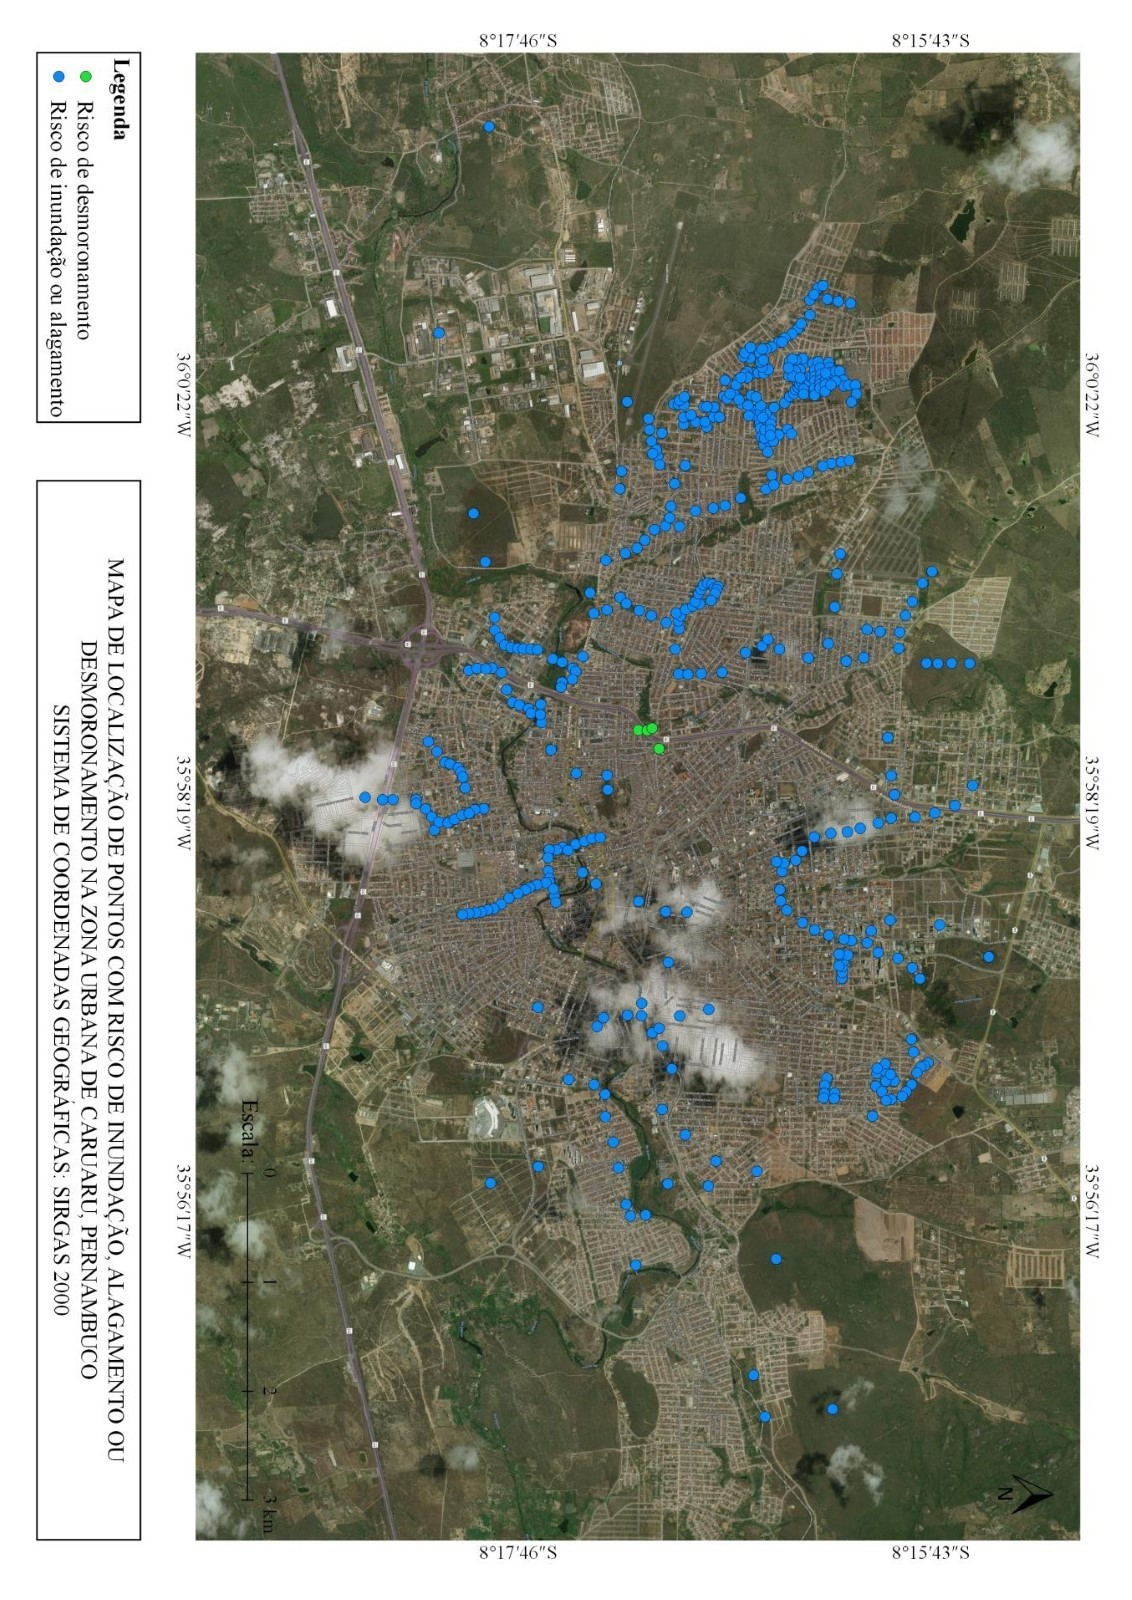 8°17'46"S
8°15'43"S
36°0'22"W
36°0'22"W
35°58'19"W
35°58'19"W
35°56'17"W
35°56'17"W
8°17'46"S
8°15'43"S
N
Escala:
0
1
2
3 km
Legenda
Risco de desmoronamento
Risco de inundação ou alagamento
MAPA DE LOCALIZAÇÃO DE PONTOS COM RISCO DE INUNDAÇÃO, ALAGAMENTO OU
DESMORONAMENTO NA ZONA URBANA DE CARUARU, PERNAMBUCO
SISTEMA DE COORDENADAS GEOGRÁFICAS: SIRGAS 2000